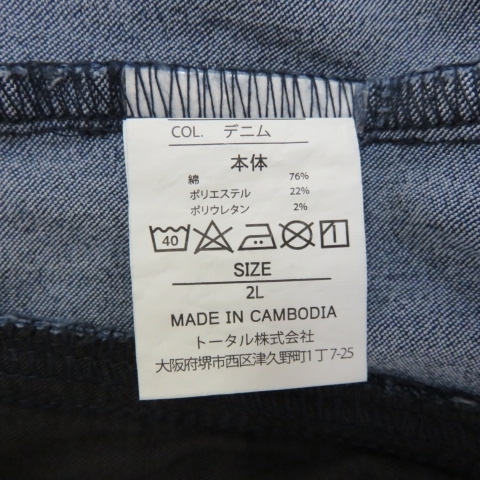 COL. デニム
本体
綿 76%
ポリエステル 22%
ポリウレタン 2%
40
SIZE
2L
MADE IN CAMBODIA
トータル株式会社
大阪府堺市西区津久野町1丁7-25